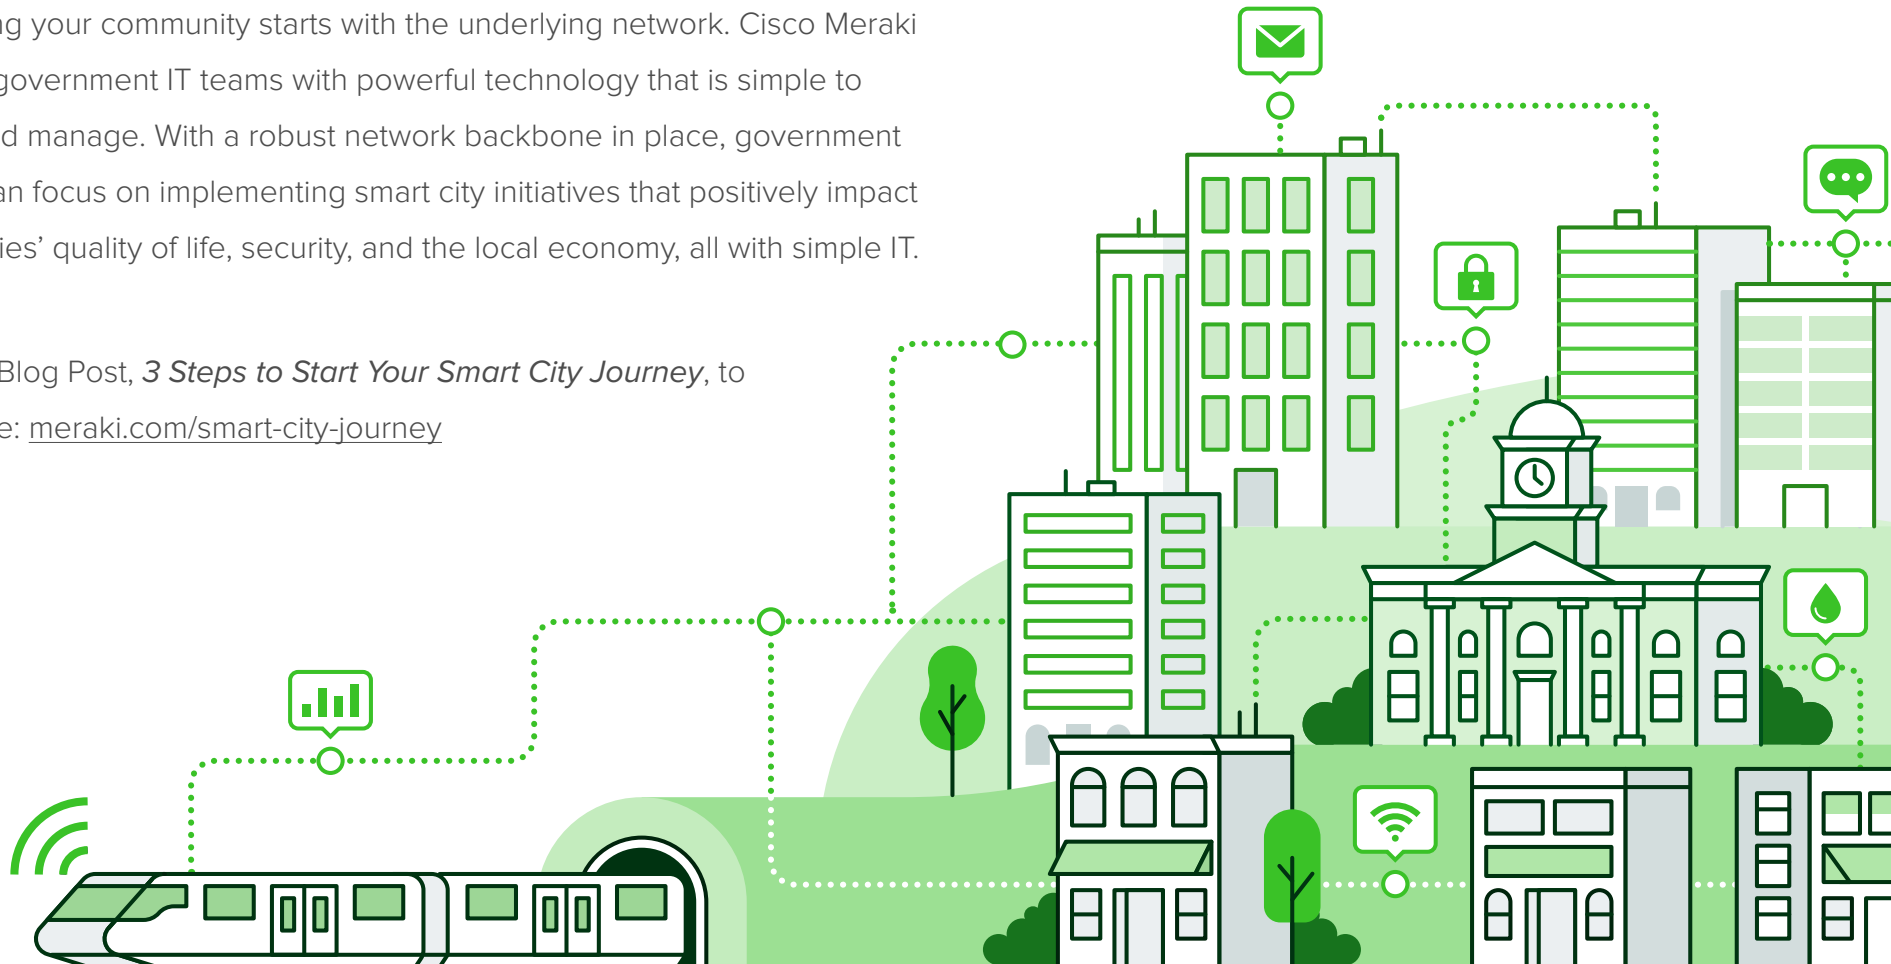 ng your community starts with the underlying network. Cisco Meraki
government IT teams with powerful technology that is simple to
d manage. With a robust network backbone in place, government
an focus on implementing smart city initiatives that positively impact
ies’ quality of life, security, and the local economy, all with simple IT.
Blog Post, 3 Steps to Start Your Smart City Journey, to
e: meraki.com/smart-city-journey